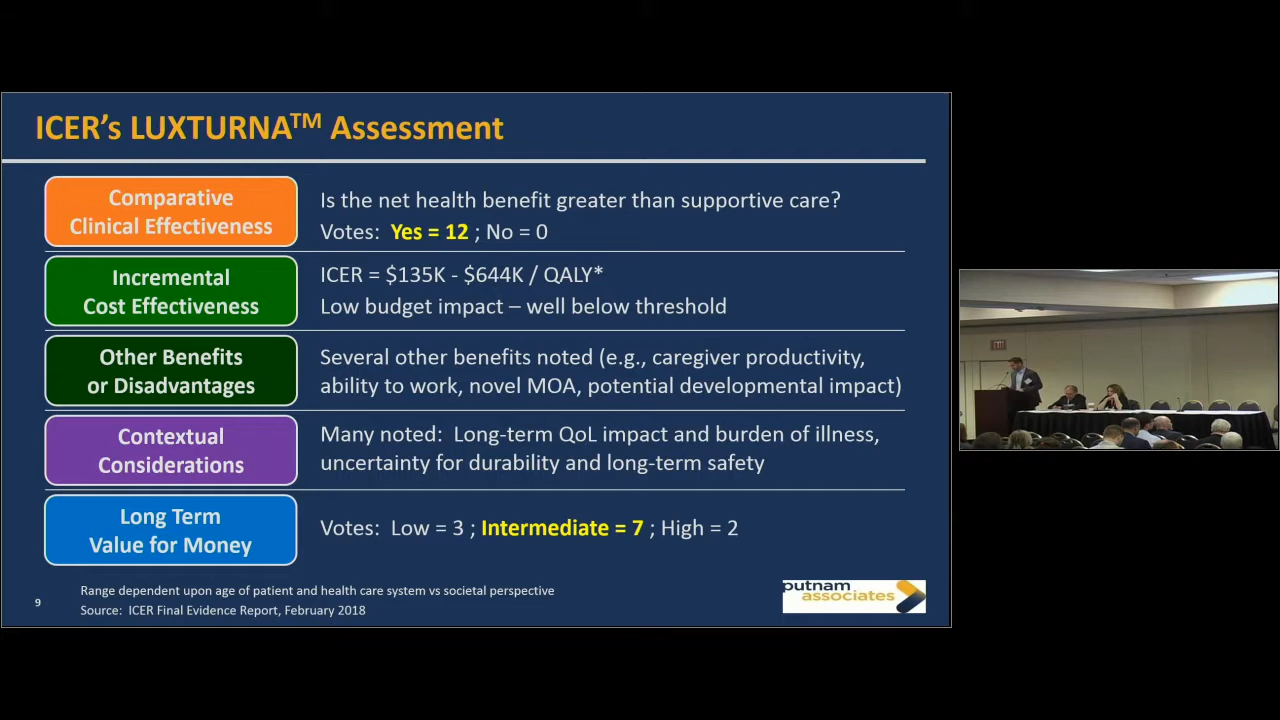 ICER's LUXTURNA™ Assessment
Comparative
Clinical Effectiveness
Is the net health benefit greater than supportive care?
Votes: Yes = 12 ; No = 0
Incremental
Cost Effectiveness
ICER = $135K - $644K / QALY*
Low budget impact – well below threshold
Other Benefits
or Disadvantages
Several other benefits noted (e.g., caregiver productivity,
ability to work, novel MOA, potential developmental impact)
Contextual
Considerations
Many noted: Long-term QoL impact and burden of illness,
uncertainty for durability and long-term safety
Long Term
Value for Money
Votes: Low = 3 ; Intermediate = 7 ; High = 2
Range dependent upon age of patient and health care system vs societal perspective
Source: ICER Final Evidence Report, February 2018
9
putnam
associates